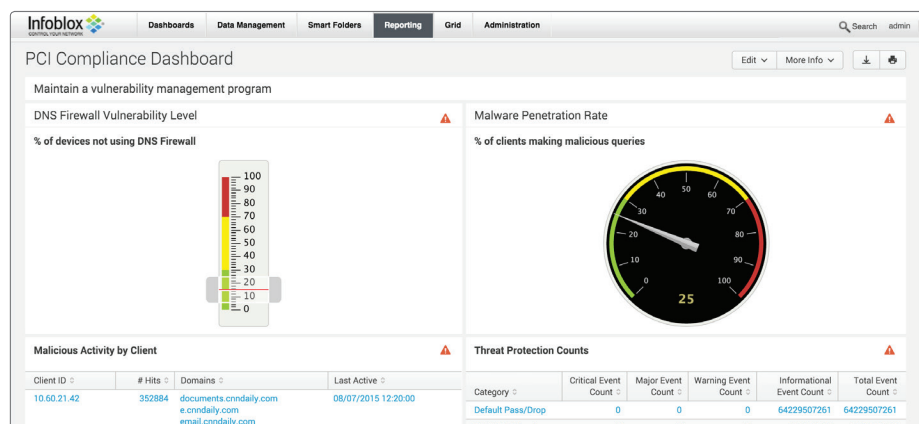 Infoblox
CONTROL YOUR NETWORK
Dashboards Data Management Smart Folders Reporting Grid Administration Search admin
PCI Compliance Dashboard
Edit More Info
Maintain a vulnerability management program
DNS Firewall Vulnerability Level
% of devices not using DNS Firewall
100
90
80
70
60
50
40
30
20
10
0
Malware Penetration Rate
% of clients making malicious queries
0
10
20
30
40
50
60
70
80
90
100
25
Malicious Activity by Client
Client ID # Hits Domains Last Active
10.60.21.42 352884 documents.cnndaily.com 08/07/2015 12:20:00
e.cnndaily.com
email.cnndaily.com
Threat Protection Counts
Category Critical Event Count Major Event Count Warning Event Count Informational Event Count Total Event Count
Default Pass/Drop 0 0 0 64229507261 64229507261